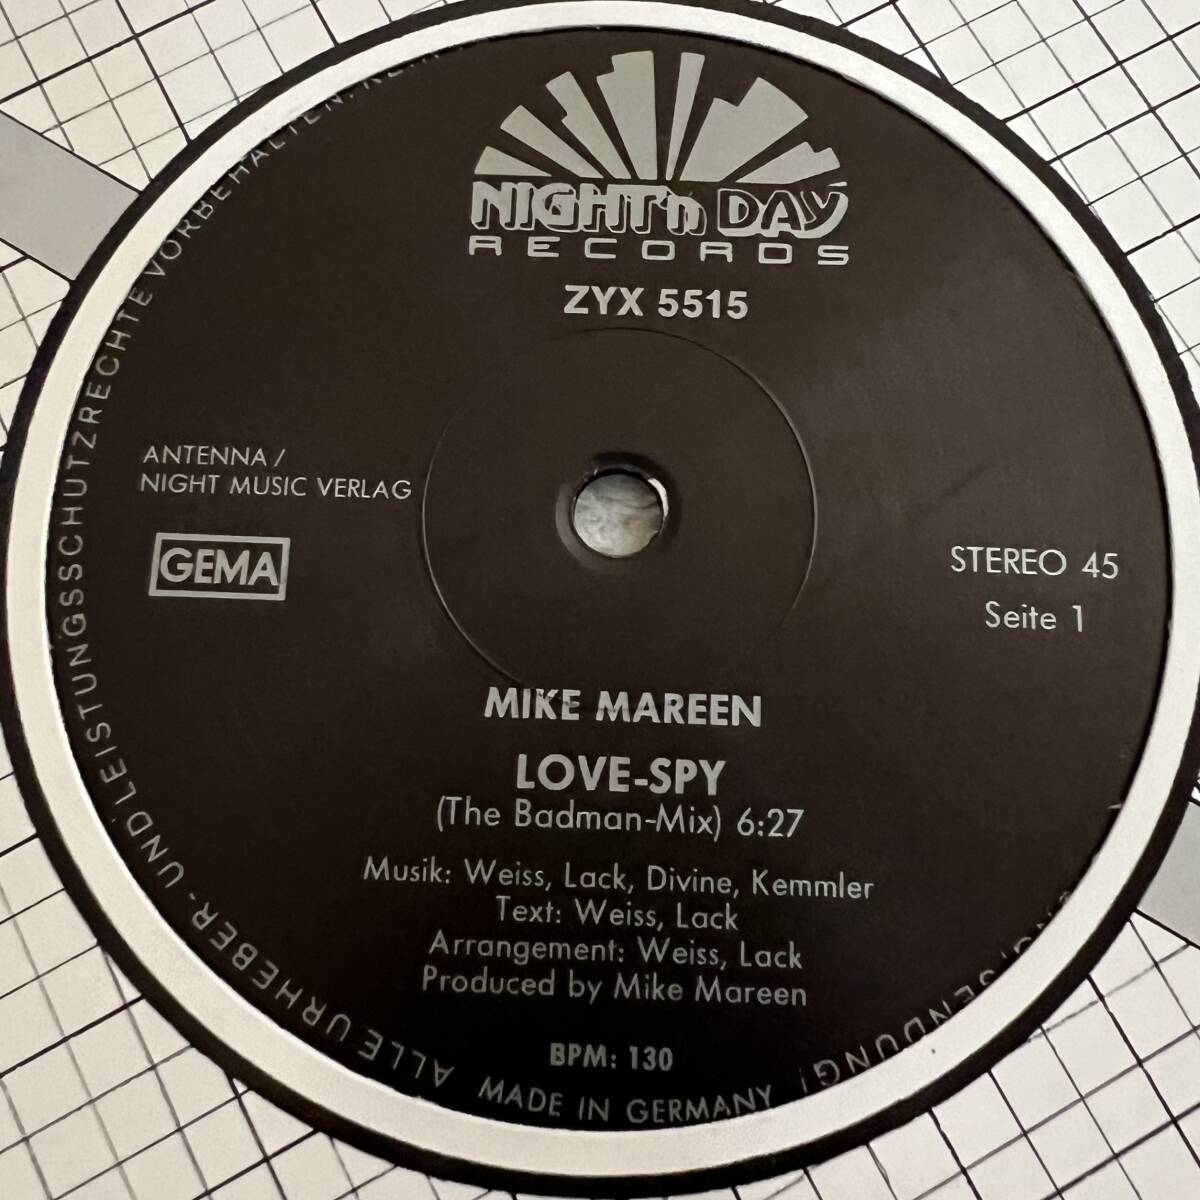 NIGHT'n DAY
RECORDS
ZYX 5515
ANTENNA /
NIGHT MUSIC VERLAG
GEMA
STEREO 45
Seite 1
MIKE MAREEN
LOVE-SPY
(The Badman-Mix) 6:27
Musik: Weiss, Lack, Divine, Kemmler
Text: Weiss, Lack
Arrangement: Weiss, Lack
Produced by Mike Mareen
BPM: 130
MADE IN GERMANY
ALLE URHEBER- UND LEISTUNGSSCHUTZRECHTE VORBEHALTEN.
SENDUNG!